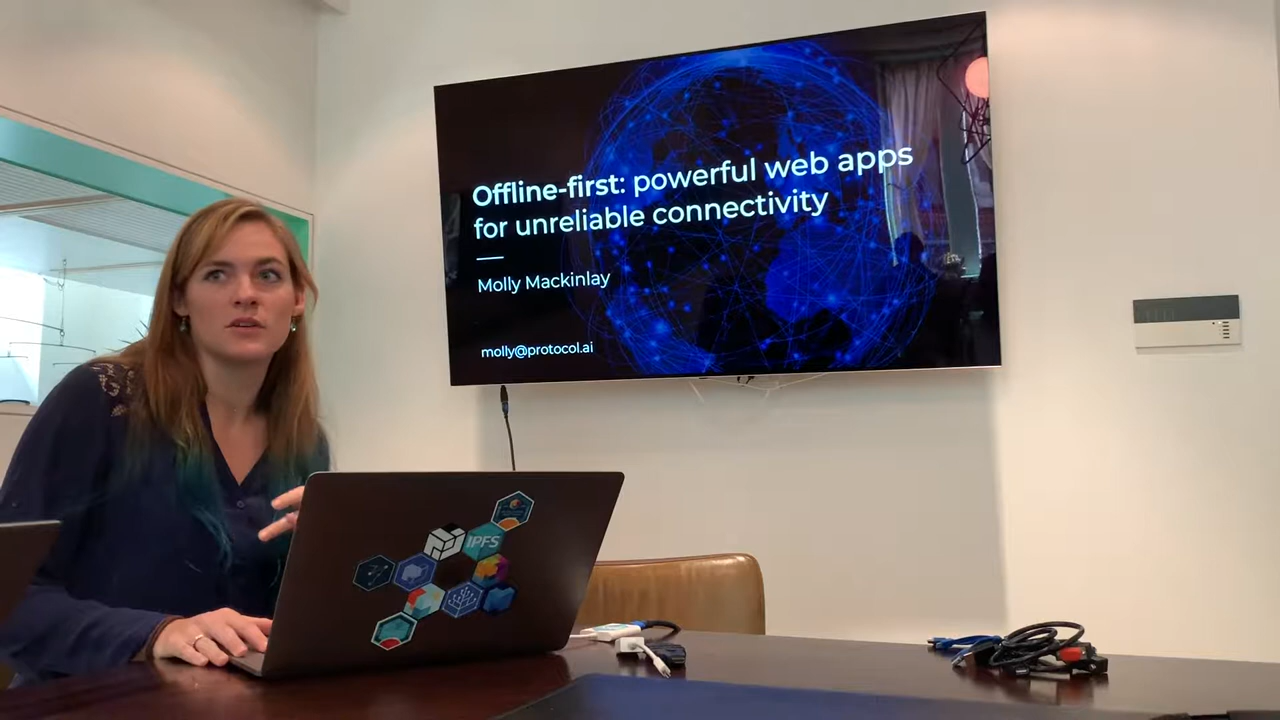 Offline-first: powerful web apps
for unreliable connectivity
Molly Mackinlay
molly@protocol.ai
IPFS